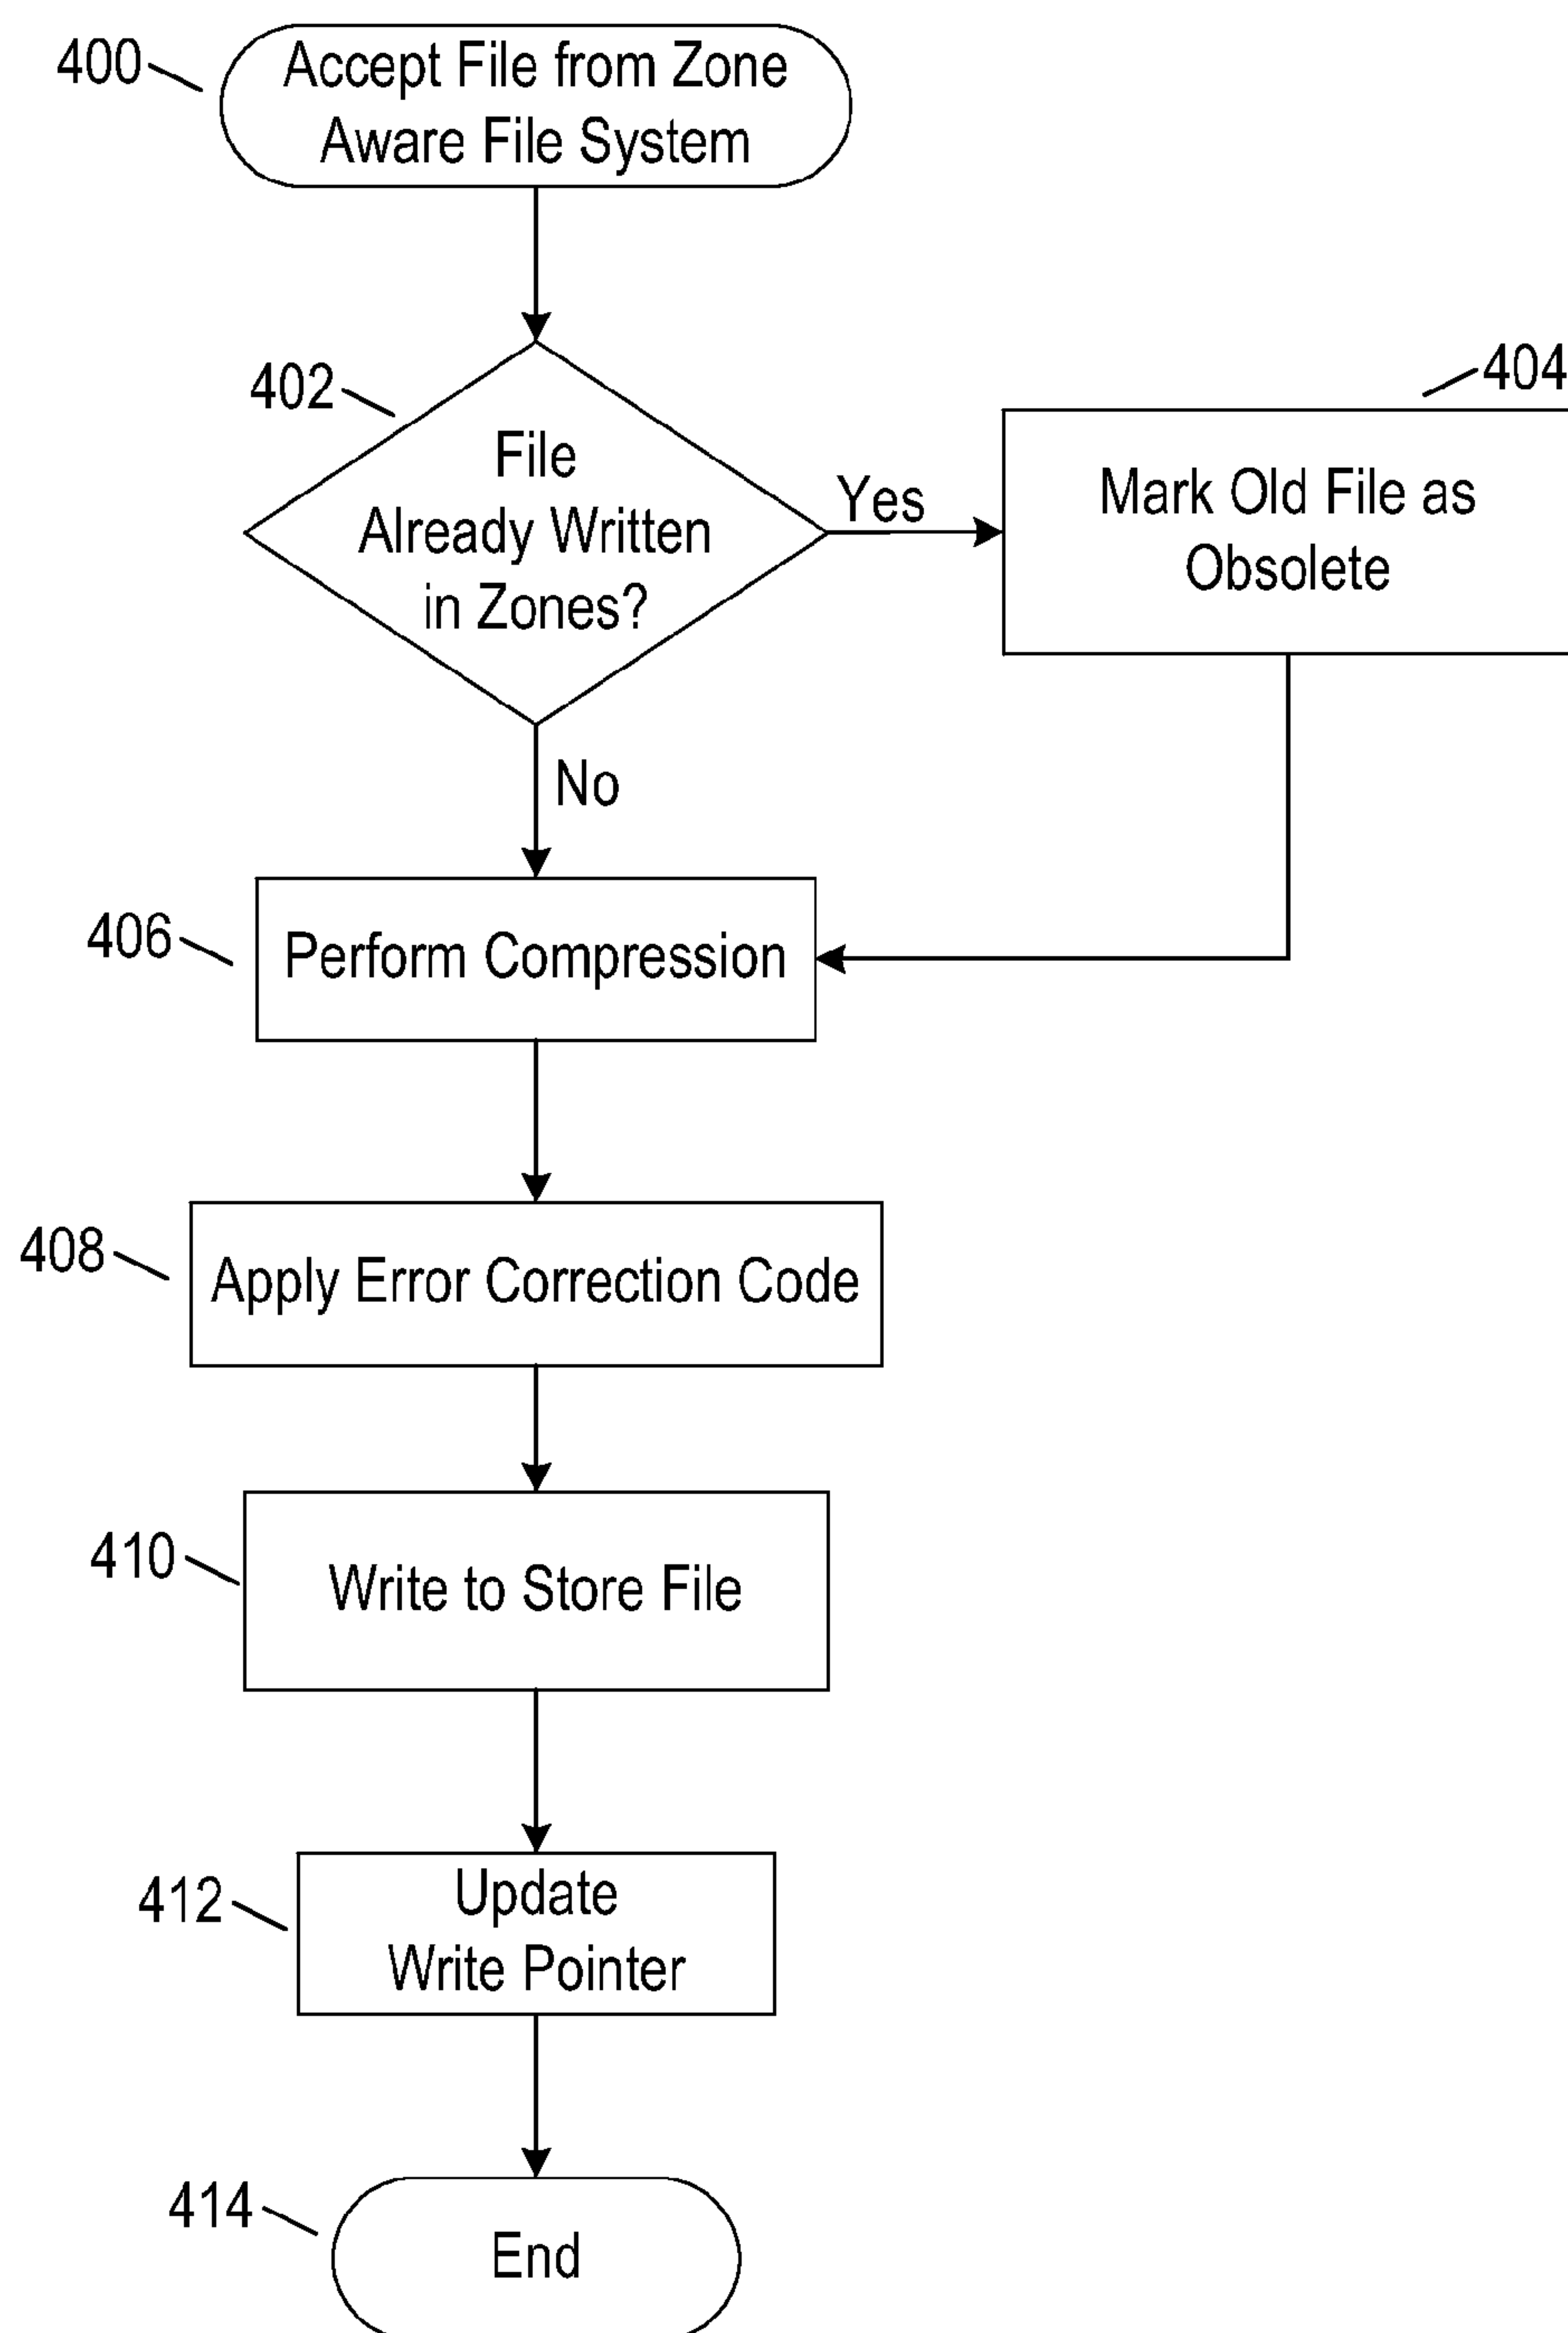 400
Accept File from Zone
Aware File System
402
File
Already Written
in Zones?
Yes
404
Mark Old File as
Obsolete
No
406
Perform Compression
408
Apply Error Correction Code
410
Write to Store File
412
Update
Write Pointer
414
End